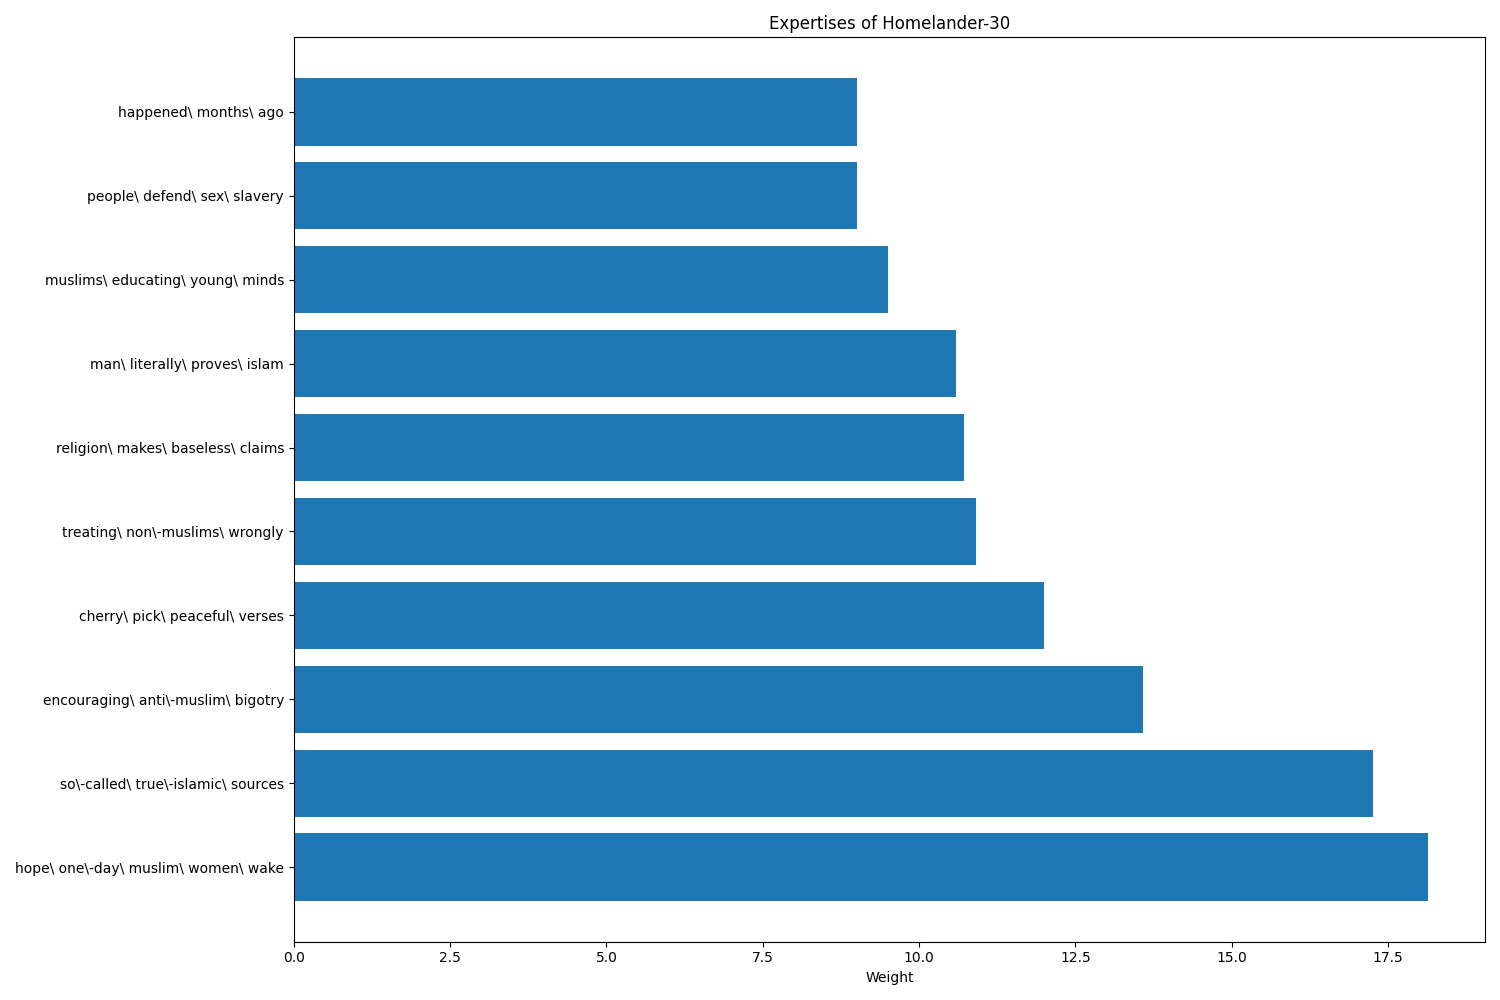 Expertises of Homelander-30
happened\ months\ ago
people\ defend\ sex\ slavery
muslims\ educating\ young\ minds
man\ literally\ proves\ islam
religion\ makes\ baseless\ claims
treating\ non\-muslims\ wrongly
cherry\ pick\ peaceful\ verses
encouraging\ anti\-muslim\ bigotry
so\-called\ true\-islamic\ sources
hope\ one\-day\ muslim\ women\ wake
0.0 2.5 5.0 7.5 10.0 12.5 15.0 17.5
Weight